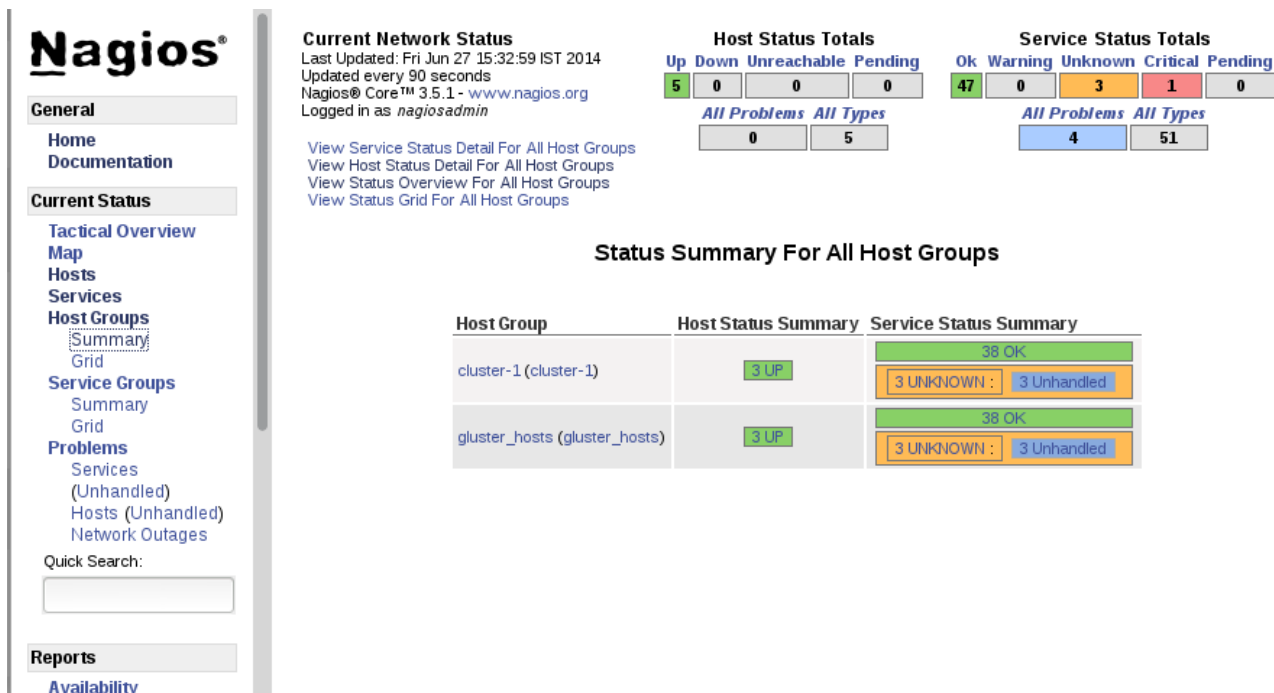 Nagios®
General
Home
Documentation
Current Status
Tactical Overview
Map
Hosts
Services
Host Groups
Summary
Grid
Service Groups
Summary
Grid
Problems
Services
(Unhandled)
Hosts (Unhandled)
Network Outages
Quick Search:
Reports
Availability
Current Network Status
Last Updated: Fri Jun 27 15:32:59 IST 2014
Updated every 90 seconds
Nagios® Core™ 3.5.1 - www.nagios.org
Logged in as nagiosadmin
View Service Status Detail For All Host Groups
View Host Status Detail For All Host Groups
View Status Overview For All Host Groups
View Status Grid For All Host Groups
Host Status Totals
Up Down Unreachable Pending
5 0 0 0
All Problems All Types
0 5
Service Status Totals
Ok Warning Unknown Critical Pending
47 0 3 1 0
All Problems All Types
4 51
Status Summary For All Host Groups
Host Group Host Status Summary Service Status Summary
cluster-1 (cluster-1) 3 UP 38 OK
3 UNKNOWN : 3 Unhandled
gluster_hosts (gluster_hosts) 3 UP 38 OK
3 UNKNOWN : 3 Unhandled